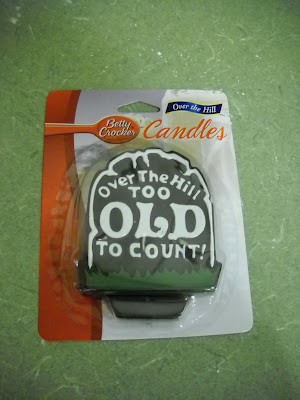 Over the Hill
Betty
Crocker
Candles
Over The Hill
TOO
OLD
TO COUNT!